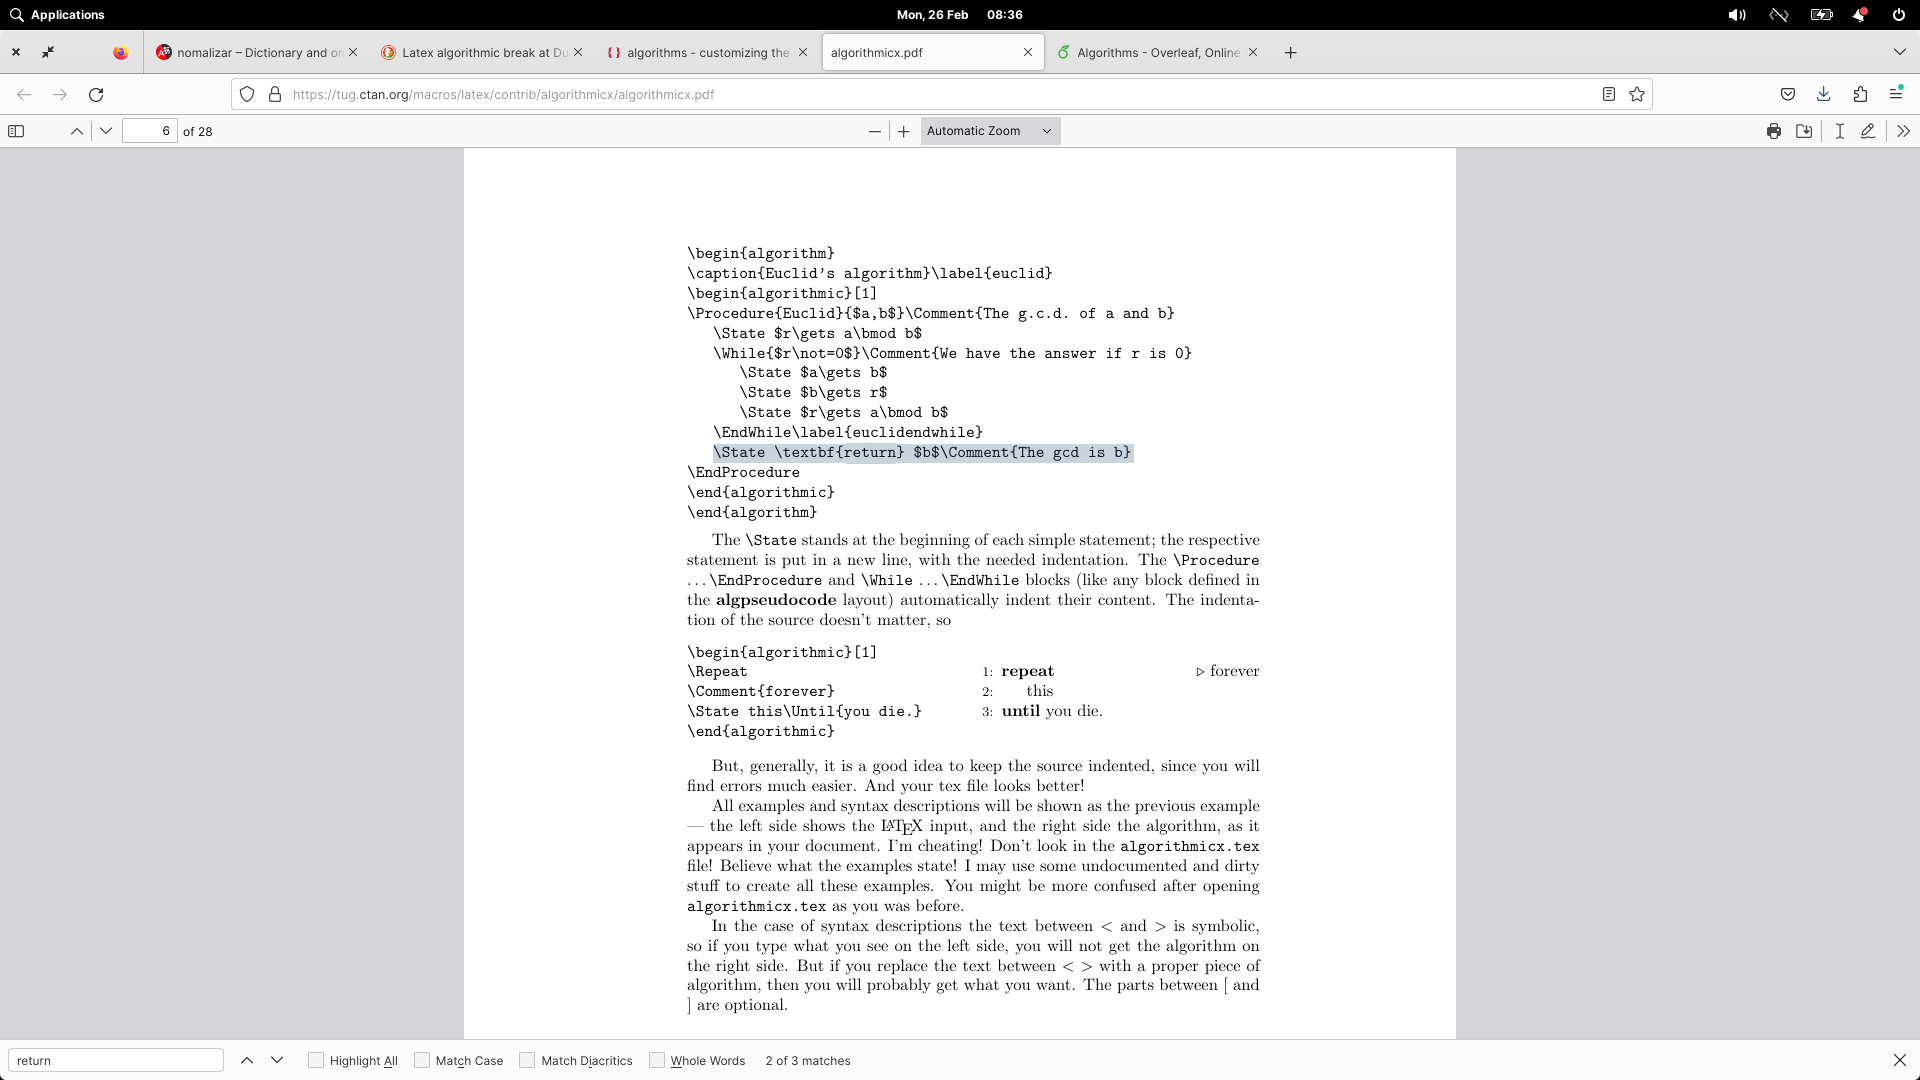 Applications
Mon, 26 Feb 08:36
nomalizar – Dictionary and on
Latex algorithmic break at Du
algorithms - customizing the
algorithmicx.pdf
Algorithms - Overleaf, Online
https://tug.ctan.org/macros/latex/contrib/algorithmicx/algorithmicx.pdf
6 of 28
Automatic Zoom
\begin{algorithm}
\caption{Euclid’s algorithm}\label{euclid}
\begin{algorithmic}[1]
\Procedure{Euclid}{$a,b$}\Comment{The g.c.d. of a and b}
\State $r\gets a\bmod b$
\While{$r\not=0$}\Comment{We have the answer if r is 0}
\State $a\gets b$
\State $b\gets r$
\State $r\gets a\bmod b$
\EndWhile\label{euclidendwhile}
\State \textbf{return} $b$\Comment{The gcd is b}
\EndProcedure
\end{algorithmic}
\end{algorithm}
The \State stands at the beginning of each simple statement; the respective
statement is put in a new line, with the needed indentation. The \Procedure
...\EndProcedure and \While ...\EndWhile blocks (like any block defined in
the algpseudocode layout) automatically indent their content. The indenta-
tion of the source doesn’t matter, so
\begin{algorithmic}[1]
\Repeat
\Comment{forever}
\State this\Until{you die.}
\end{algorithmic}
1: repeat ▷ forever
2: this
3: until you die.
But, generally, it is a good idea to keep the source indented, since you will
find errors much easier. And your tex file looks better!
All examples and syntax descriptions will be shown as the previous example
— the left side shows the LATEX input, and the right side the algorithm, as it
appears in your document. I’m cheating! Don’t look in the algorithmicx.tex
file! Believe what the examples state! I may use some undocumented and dirty
stuff to create all these examples. You might be more confused after opening
algorithmicx.tex as you was before.
In the case of syntax descriptions the text between < and > is symbolic,
so if you type what you see on the left side, you will not get the algorithm on
the right side. But if you replace the text between < > with a proper piece of
algorithm, then you will probably get what you want. The parts between [ and
] are optional.
return
Highlight All
Match Case
Match Diacritics
Whole Words
2 of 3 matches